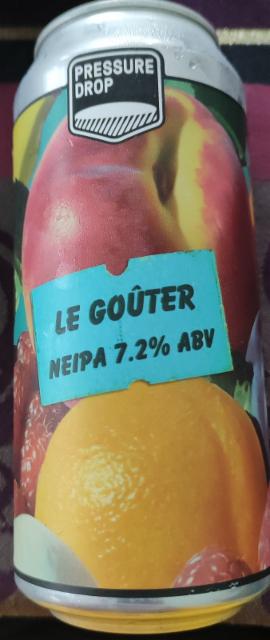 PRESSURE
DROP
LE GOÛTER
NEIPA 7.2% ABV